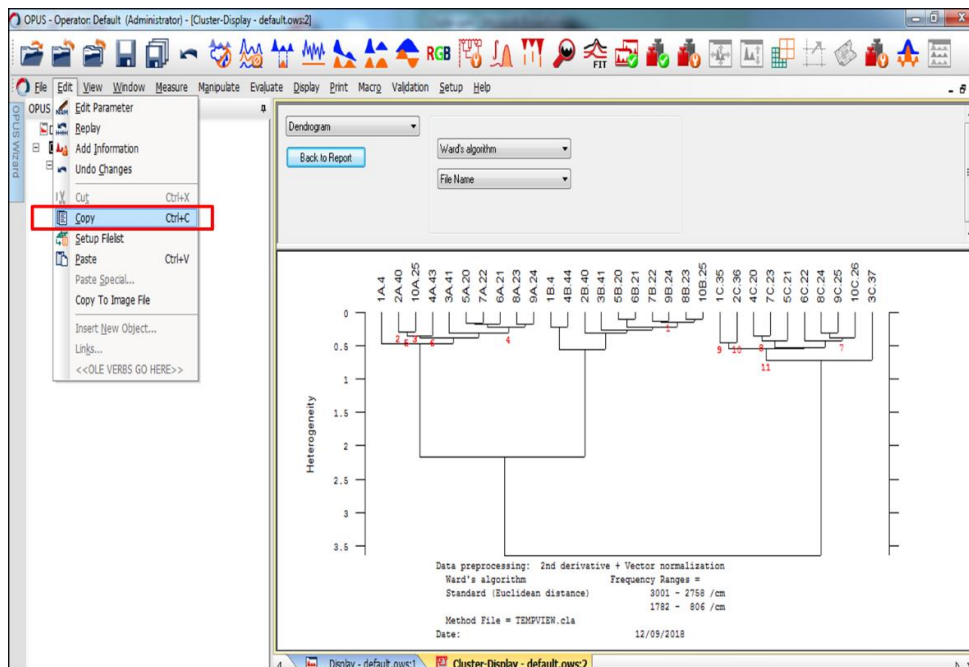 OPUS - Operator: Default (Administrator) - [Cluster-Display - default.ows:2]
RGB
FIT
File Edit View Window Measure Manipulate Evaluate Display Print Macro Validation Setup Help
OPUS
OPUS Wizard
Edit Parameter
Replay
Add Information
Undo Changes
Cut Ctrl+X
Copy Ctrl+C
Setup Filelist
Paste Ctrl+V
Paste Special...
Copy To Image File
Insert New Object...
Links...
<<OLE VERBS GO HERE>>
Dendrogram
Back to Report
Ward's algorithm
File Name
1A.4 2A.40 10A.25 4A.43 3A.41 5A.20 7A.22 6A.21 8A.23 9A.24 1B.4 4B.44 2B.40 3B.41 5B.20 6B.21 7B.22 9B.24 8B.23 10B.25 1C.35 2C.36 4C.20 7C.23 5C.21 6C.22 8C.24 9C.25 10C.26 3C.37
Heterogeneity
0
0.5
1
1.5
2
2.5
3
3.5
2 5 3 6 4 1 9 10 8 7
11
Data preprocessing: 2nd derivative + Vector normalization
Ward's algorithm Frequency Ranges =
Standard (Euclidean distance) 3001 - 2758 /cm
1782 - 806 /cm
Method File = TEMPVIEW.cla
Date: 12/09/2018
Display - default.ows:1 Cluster-Display - default.ows:2